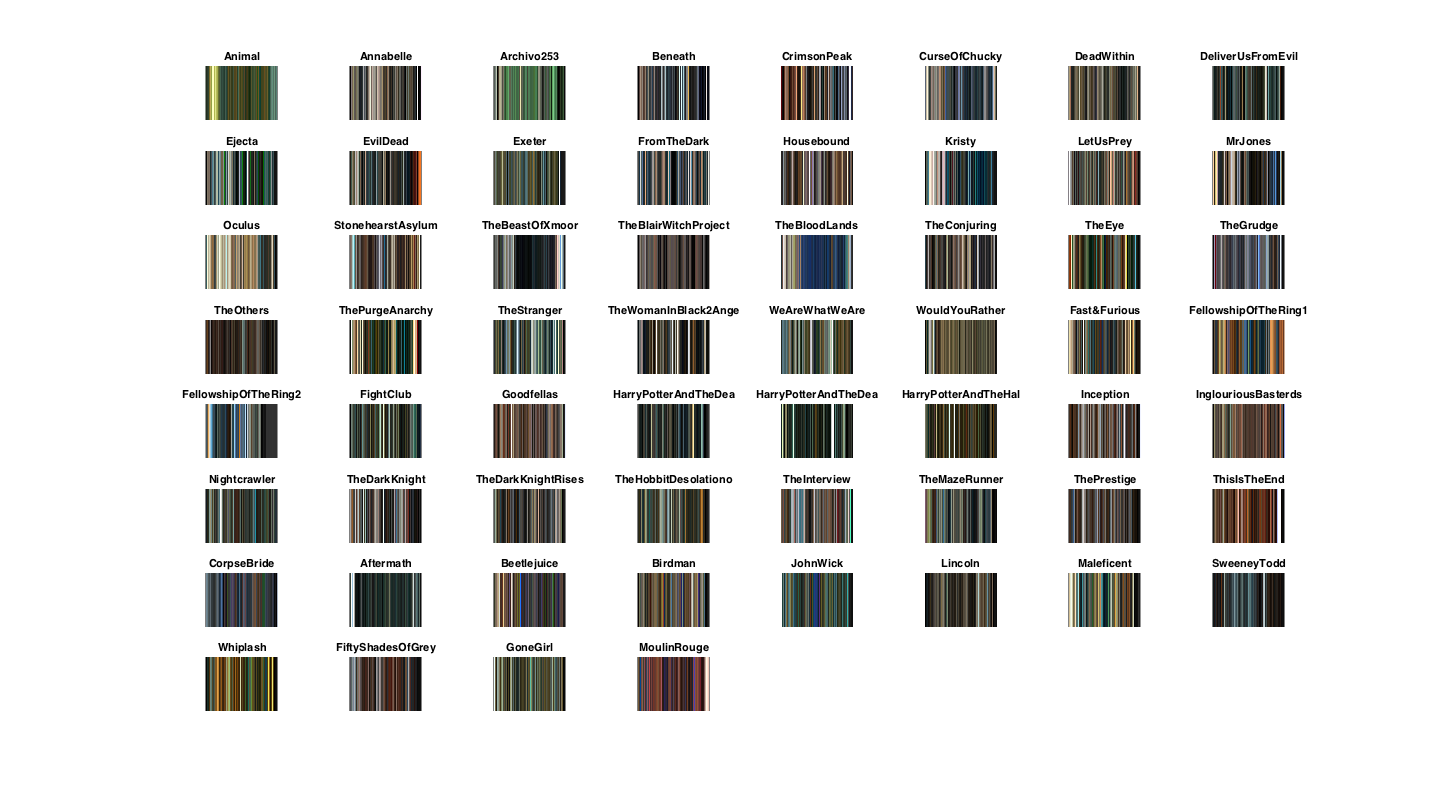 Animal Annabelle Archivo253 Beneath CrimsonPeak CurseOfChucky DeadWithin DeliverUsFromEvil
Ejecta EvilDead Exeter FromTheDark Housebound Kristy LetUsPrey MrJones
Oculus StonehearstAsylum TheBeastOfXmoor TheBlairWitchProject TheBloodLands TheConjuring TheEye TheGrudge
TheOthers ThePurgeAnarchy TheStranger TheWomanInBlack2Ange WeAreWhatWeAre WouldYouRather Fast&Furious FellowshipOfTheRing1
FellowshipOfTheRing2 FightClub Goodfellas HarryPotterAndTheDea HarryPotterAndTheDea HarryPotterAndTheHal Inception InglouriousBasterds
Nightcrawler TheDarkKnight TheDarkKnightRises TheHobbitDesolationo TheInterview TheMazeRunner ThePrestige ThisIsTheEnd
CorpseBride Aftermath Beetlejuice Birdman JohnWick Lincoln Maleficent SweeneyTodd
Whiplash FiftyShadesOfGrey GoneGirl MoulinRouge